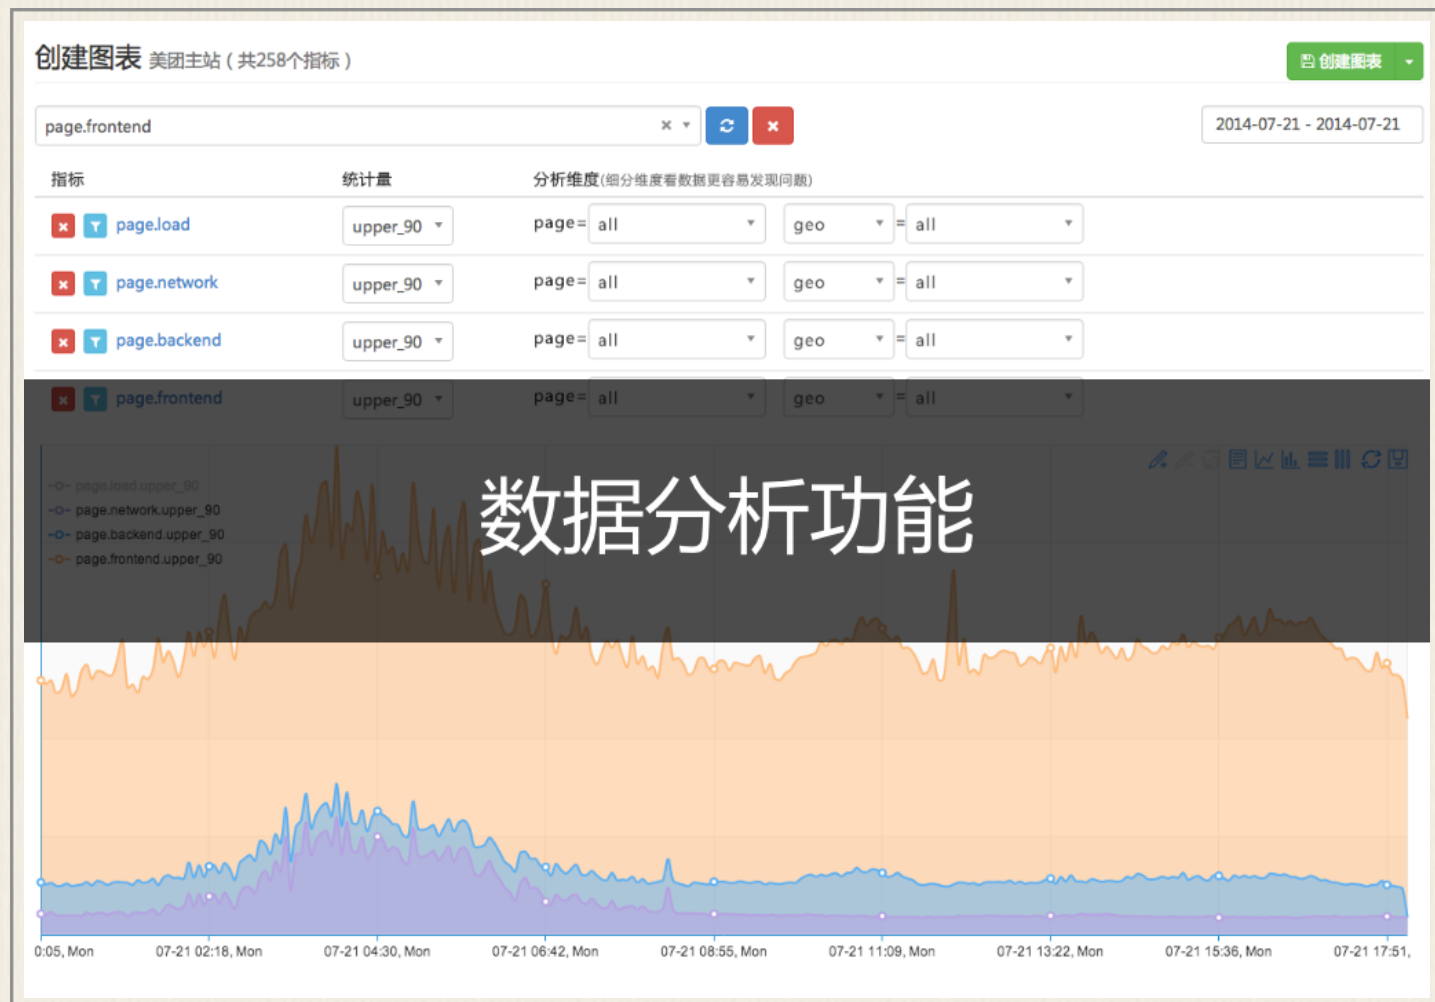 创建图表 美团主站 ( 共258个指标 )
创建图表
page.frontend
2014-07-21 - 2014-07-21
指标 统计量 分析维度(细分维度看数据更容易发现问题)
page.load upper_90 page= all geo = all
page.network upper_90 page= all geo = all
page.backend upper_90 page= all geo = all
page.frontend upper_90 page= all geo = all
page.load.upper_90
page.network.upper_90
page.backend.upper_90
page.frontend.upper_90
数据分析功能
0:05, Mon 07-21 02:18, Mon 07-21 04:30, Mon 07-21 06:42, Mon 07-21 08:55, Mon 07-21 11:09, Mon 07-21 13:22, Mon 07-21 15:36, Mon 07-21 17:51,